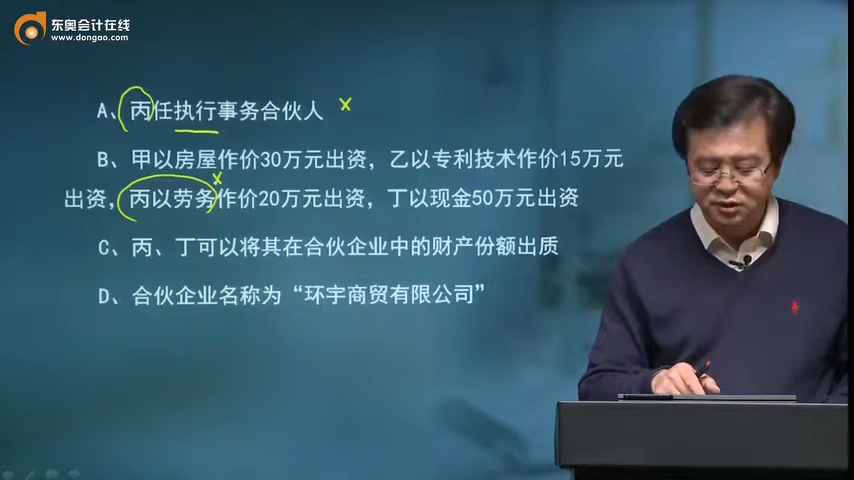 东奥会计在线
www.dongao.com
A、丙任执行事务合伙人
B、甲以房屋作价30万元出资，乙以专利技术作价15万元
出资，丙以劳务作价20万元出资，丁以现金50万元出资
C、丙、丁可以将其在合伙企业中的财产份额出质
D、合伙企业名称为“环宇商贸有限公司”